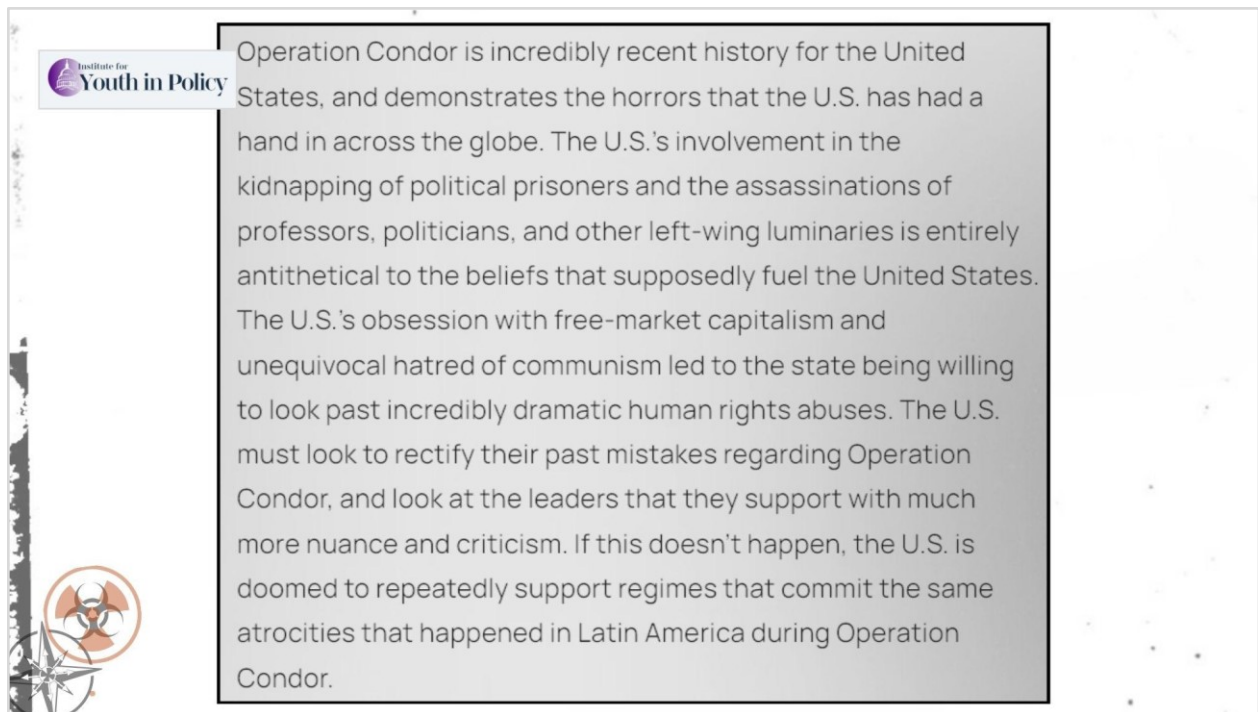 Institute for
Youth in Policy
Operation Condor is incredibly recent history for the United
States, and demonstrates the horrors that the U.S. has had a
hand in across the globe. The U.S.'s involvement in the
kidnapping of political prisoners and the assassinations of
professors, politicians, and other left-wing luminaries is entirely
antithetical to the beliefs that supposedly fuel the United States.
The U.S.'s obsession with free-market capitalism and
unequivocal hatred of communism led to the state being willing
to look past incredibly dramatic human rights abuses. The U.S.
must look to rectify their past mistakes regarding Operation
Condor, and look at the leaders that they support with much
more nuance and criticism. If this doesn't happen, the U.S. is
doomed to repeatedly support regimes that commit the same
atrocities that happened in Latin America during Operation
Condor.